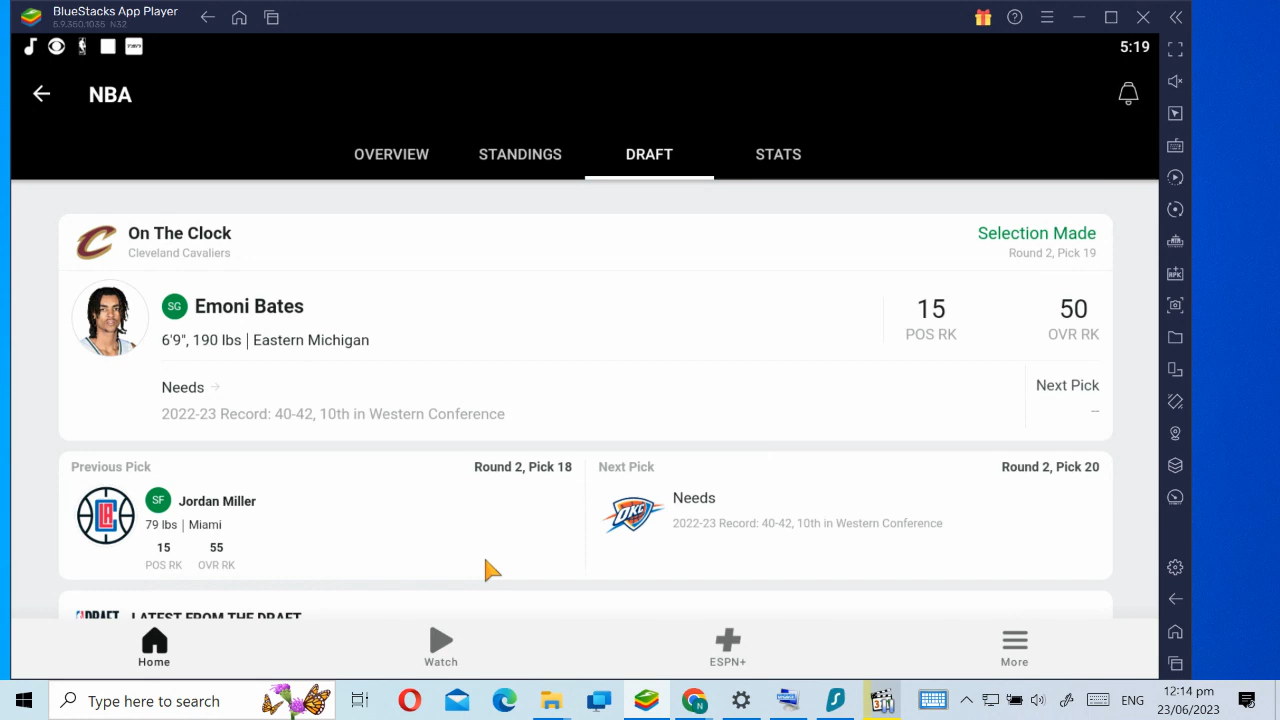 BlueStacks App Player
5.9.350.1035 N32
5:19
NBA
OVERVIEW STANDINGS DRAFT STATS
On The Clock
Cleveland Cavaliers
Selection Made
Round 2, Pick 19
SG Emoni Bates
6'9", 190 lbs | Eastern Michigan
15 50
POS RK OVR RK
Needs
2022-23 Record: 40-42, 10th in Western Conference
Next Pick
–
Previous Pick Round 2, Pick 18
SF Jordan Miller
79 lbs | Miami
15 55
POS RK OVR RK
Next Pick Round 2, Pick 20
Needs
2022-23 Record: 40-42, 10th in Western Conference
LATEST FROM THE DRAFT
Home Watch ESPN+ More
Type here to search
12:14 pm
ENG
23/06/2023